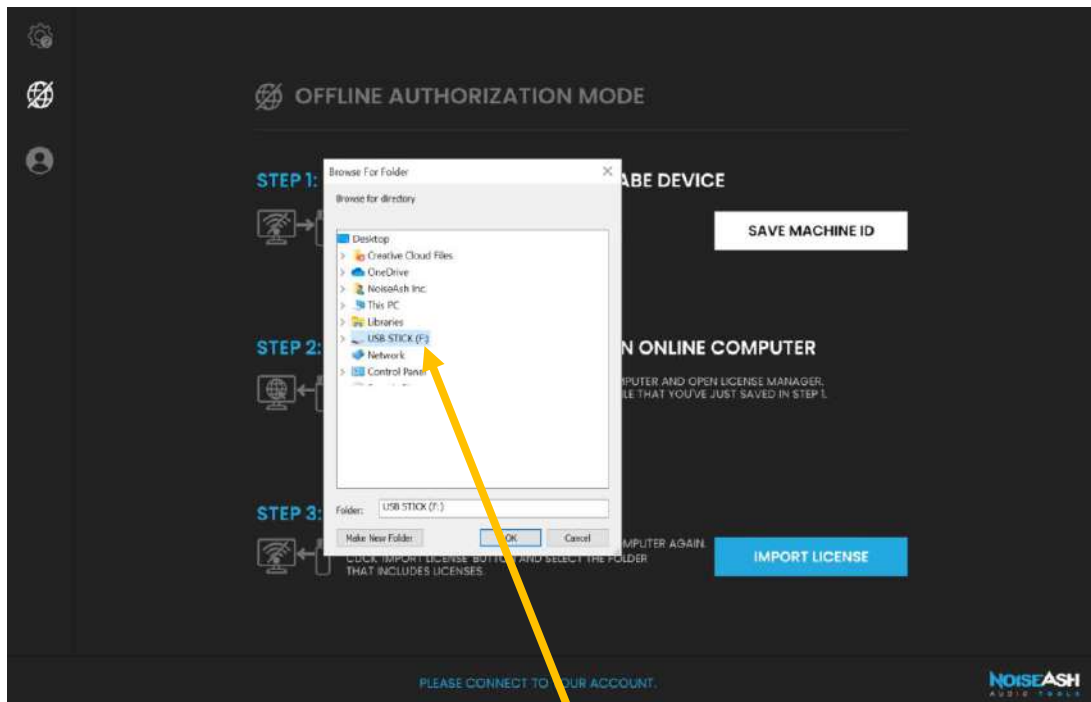 OFFLINE AUTHORIZATION MODE
Browse For Folder
STEP 1:
ABE DEVICE
Browse for directory
SAVE MACHINE ID
Desktop
Creative Cloud Files
OneDrive
NoiseAsh Inc.
This PC
Libraries
USB STICK (F:)
STEP 2:
N ONLINE COMPUTER
Network
Control Panel
MPUTER AND OPEN LICENSE MANAGER.
LE THAT YOU'VE JUST SAVED IN STEP 1.
Folder:
USB STICK (F:)
STEP 3:
Make New Folder
OK
Cancel
MPUTER AGAIN.
CLICK IMPORT LICENSE BUTTON AND SELECT THE FOLDER
THAT INCLUDES LICENSES.
IMPORT LICENSE
PLEASE CONNECT TO YOUR ACCOUNT.
NOISEASH
AUDIO TOOLS